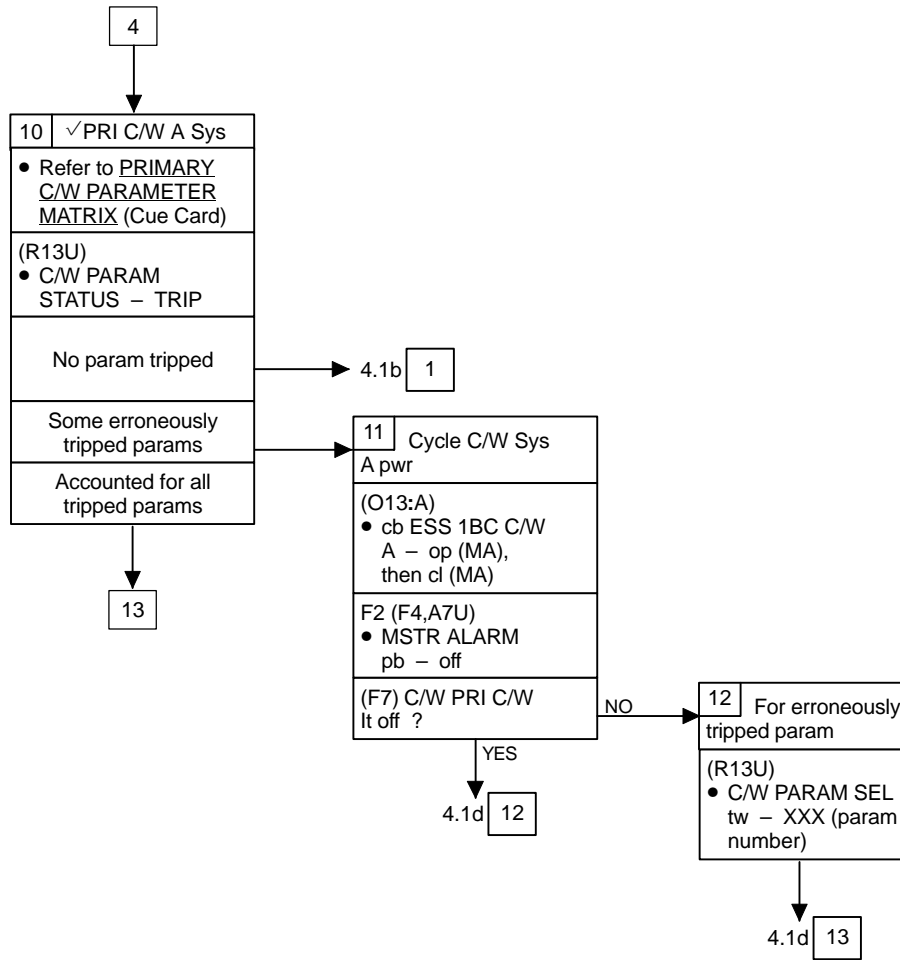 4
10 √PRI C/W A Sys
• Refer to PRIMARY
C/W PARAMETER
MATRIX (Cue Card)
(R13U)
• C/W PARAM
STATUS – TRIP
No param tripped
4.1b 1
Some erroneously
tripped params
Accounted for all
tripped params
13
11 Cycle C/W Sys
A pwr
(O13:A)
• cb ESS 1BC C/W
A – op (MA),
then cl (MA)
F2 (F4,A7U)
• MSTR ALARM
pb – off
(F7) C/W PRI C/W
lt off ?
NO
YES
4.1d 12
12 For erroneously
tripped param
(R13U)
• C/W PARAM SEL
tw – XXX (param
number)
4.1d 13